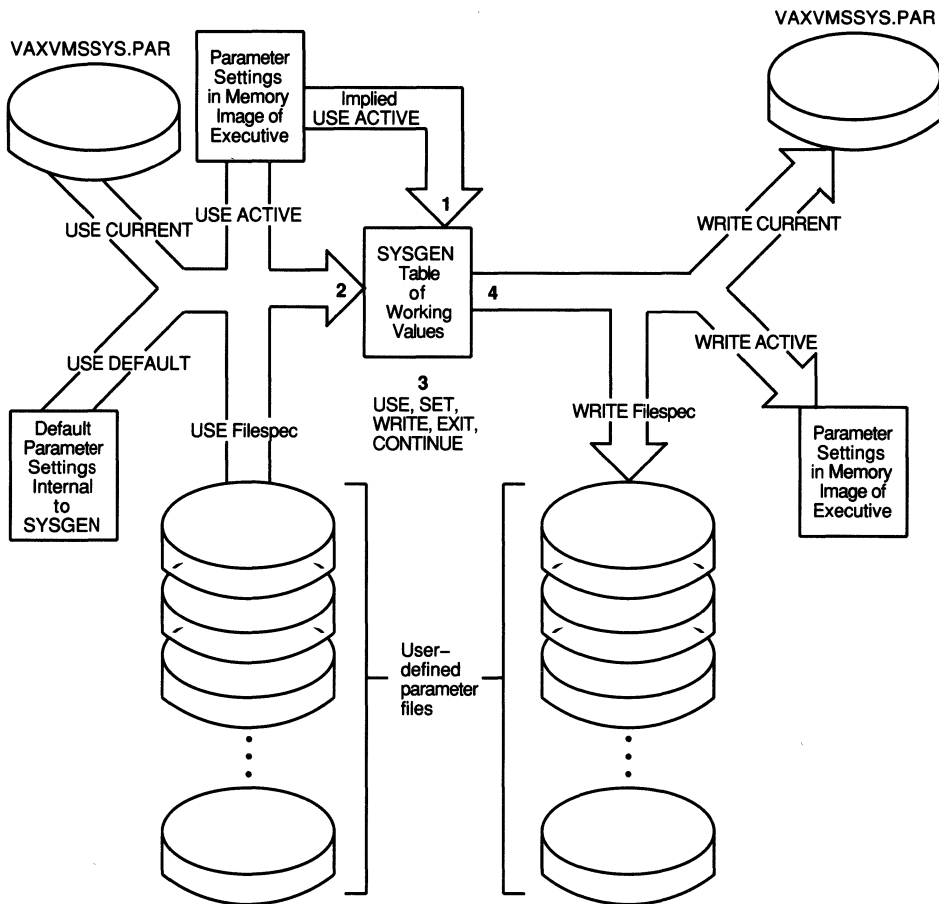 VAXVMSSYS.PAR
Parameter
Settings
in Memory
Image of
Executive
Implied
USE ACTIVE
VAXVMSSYS.PAR
USE CURRENT
USE ACTIVE
1
WRITE CURRENT
2
SYSGEN
Table
of
Working
Values
4
USE DEFAULT
WRITE ACTIVE
3
USE, SET,
WRITE, EXIT,
CONTINUE
USE Filespec
WRITE Filespec
Default
Parameter
Settings
Internal
to
SYSGEN
Parameter
Settings
in Memory
Image of
Executive
User–
defined
parameter
files